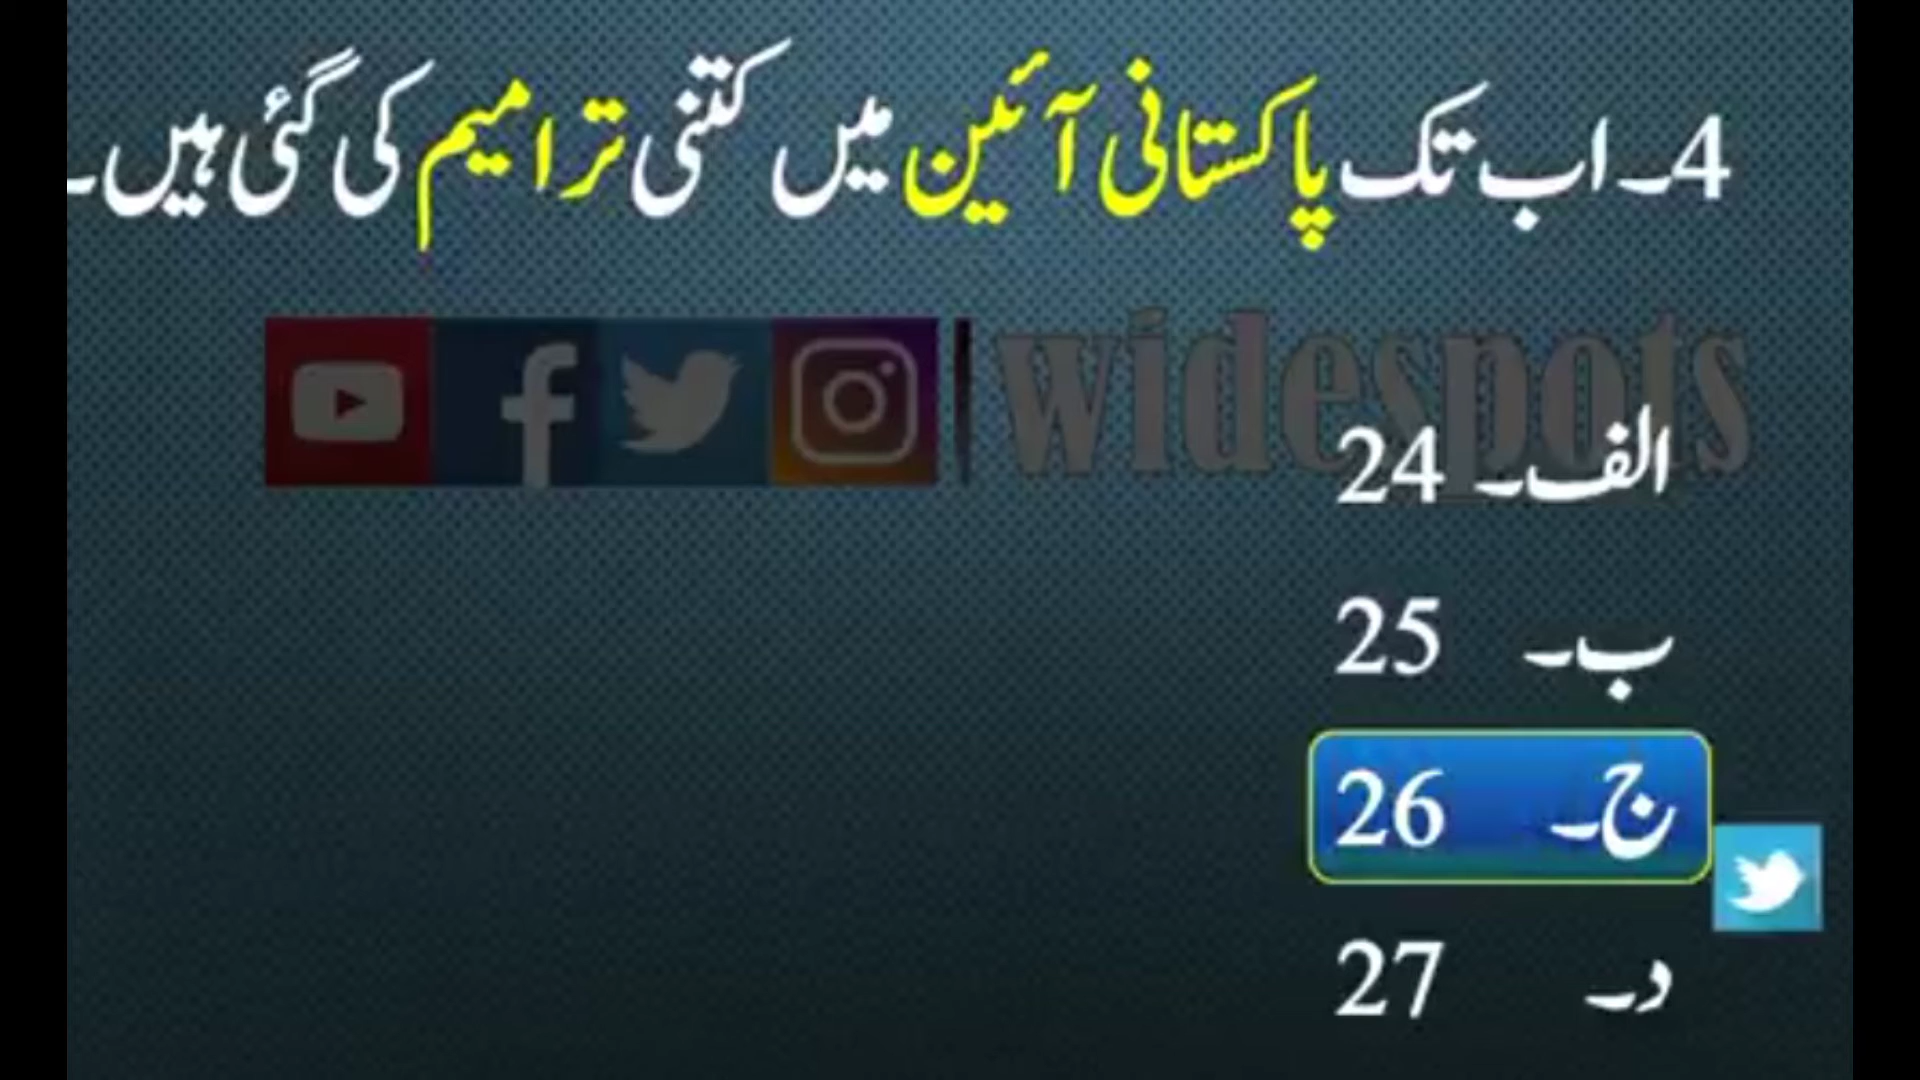 4۔ اب تک پاکستانی آئین میں کتنی ترامیم کی گئی ہیں۔
widespots
الف۔ 24
ب۔ 25
ج۔ 26
د۔ 27